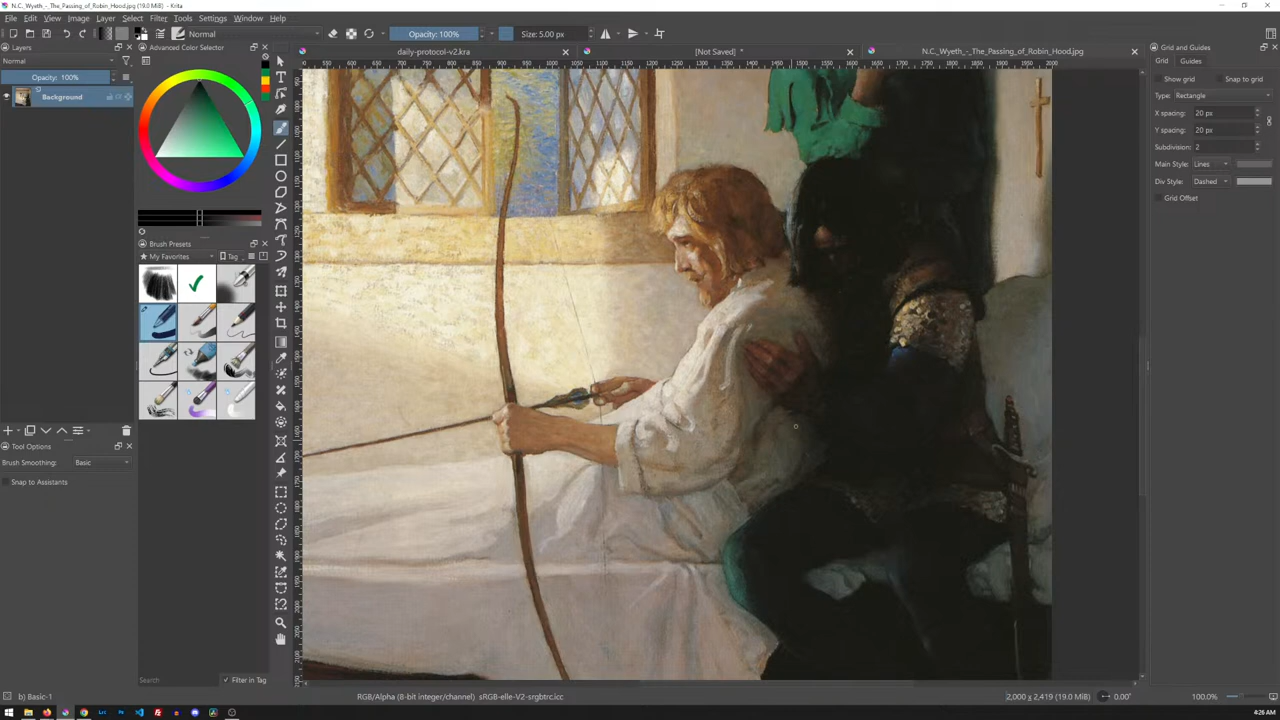 N.C._Wyeth_-_The_Passing_of_Robin_Hood.jpg (19.0 MiB) - Krita
File Edit View Image Layer Select Filter Tools Settings Window Help
Normal Opacity: 100% Size: 5.00 px
Layers Advanced Color Selector daily-protocol-v2.kra [Not Saved] * N.C._Wyeth_-_The_Passing_of_Robin_Hood.jpg Grid and Guides
Normal Grid Guides
Opacity: 100% Show grid Snap to grid
Background Type: Rectangle
X spacing: 20 px
Y spacing: 20 px
Subdivision: 2
Main Style: Lines
Div Style: Dashed
Grid Offset
Brush Presets
My Favorites Tag
Tool Options
Brush Smoothing: Basic
Snap to Assistants
Search Filter in Tag
b) Basic-1 RGB/Alpha (8-bit integer/channel) sRGB-elle-V2-srgbtrc.icc 2,000 x 2,419 (19.0 MiB) 0.00° 100.0%
4:26 AM